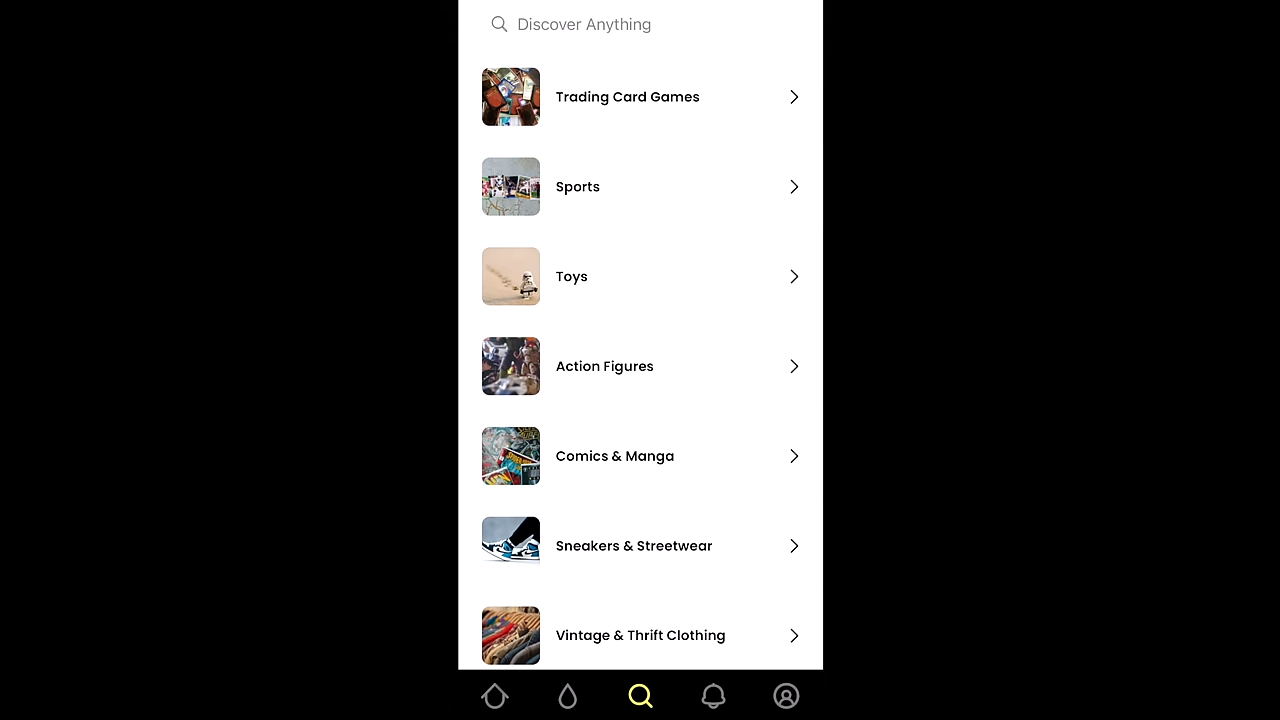 Discover Anything
Trading Card Games
Sports
Toys
Action Figures
Comics & Manga
Sneakers & Streetwear
Vintage & Thrift Clothing